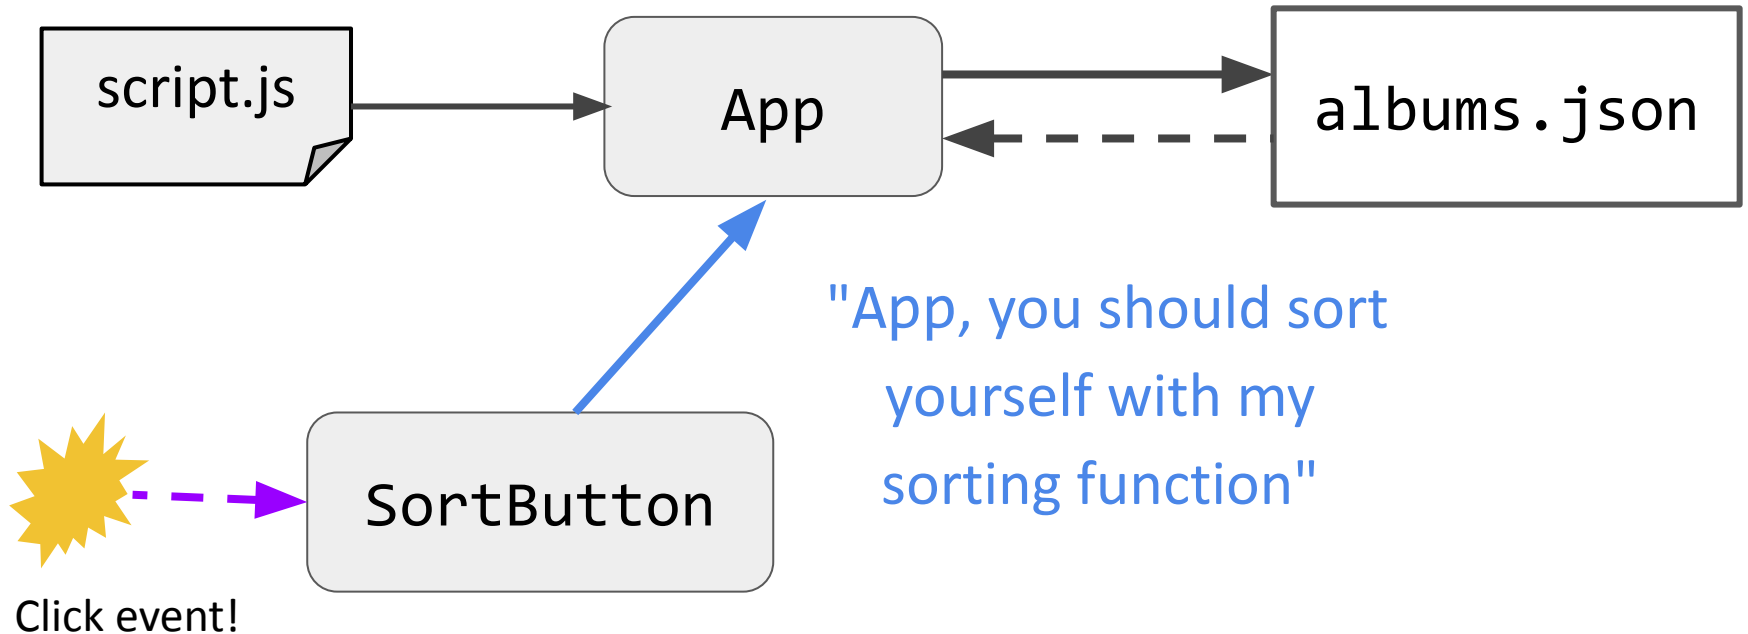 script.js
App
albums.json
"App, you should sort
yourself with my
sorting function"
SortButton
Click event!